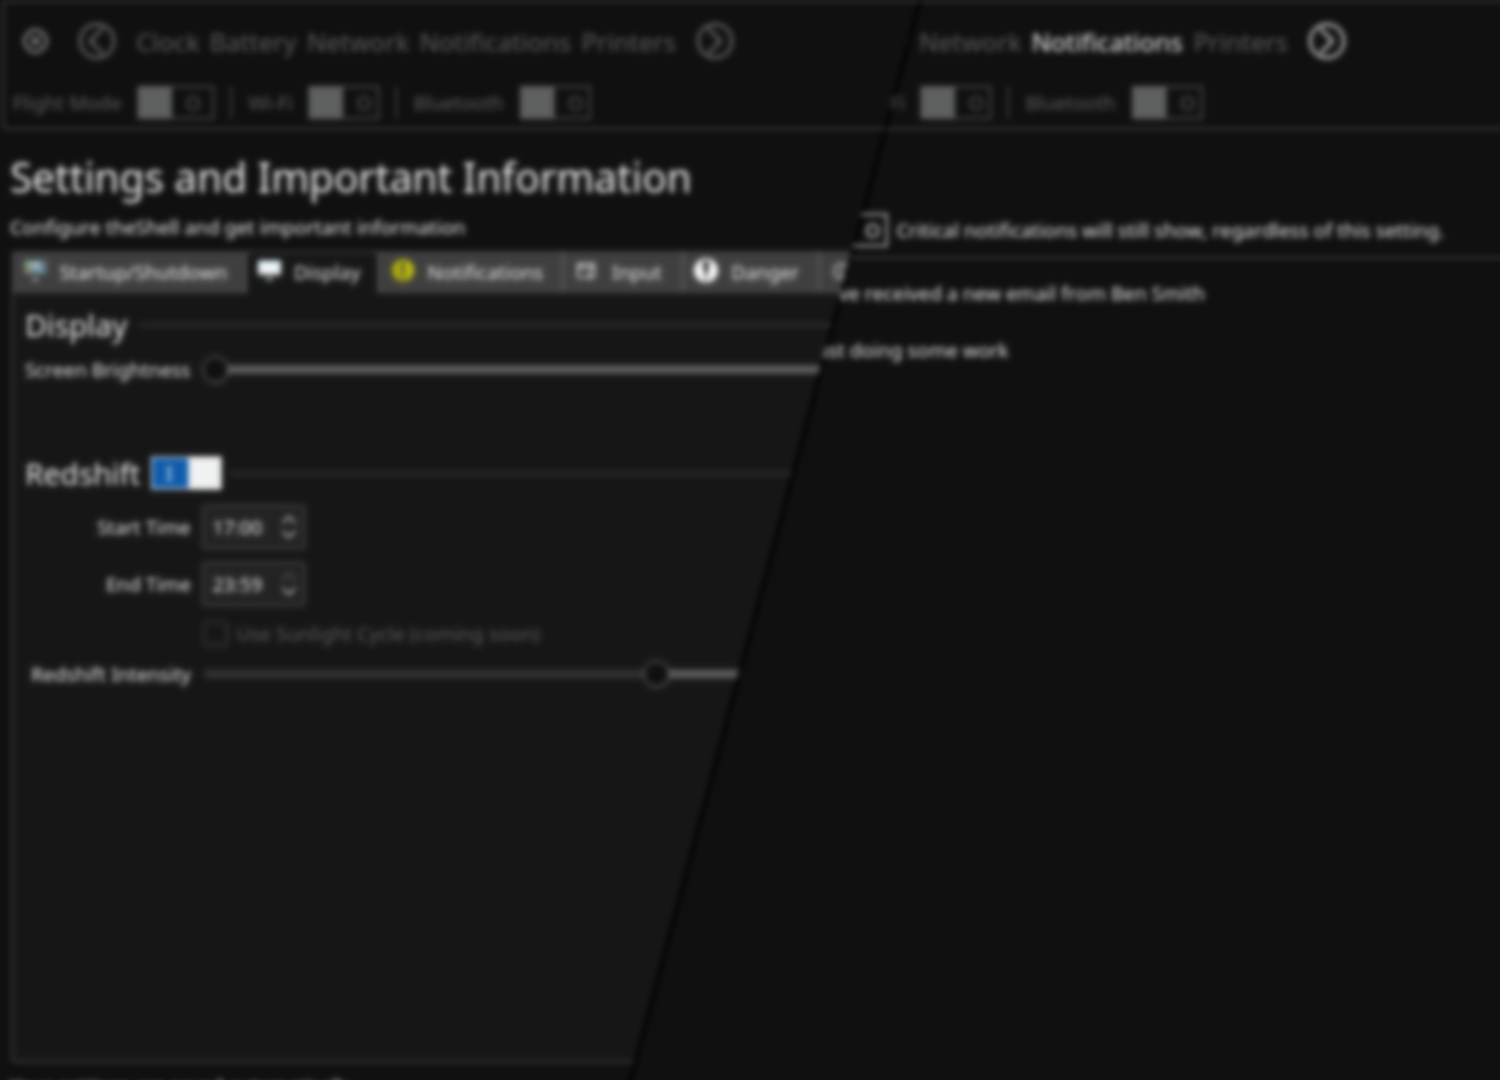 Clock Battery Network Notifications Printers
Network Notifications Printers
Flight Mode O Wi-Fi O Bluetooth O
O Bluetooth O
Settings and Important Information
Configure theShell and get important information
O Critical notifications will still show, regardless of this setting.
Startup/Shutdown Display Notifications Input Danger
've received a new email from Ben Smith
Display
ust doing some work
Screen Brightness
Redshift I
Start Time 17:00
End Time 23:59
Use Sunlight Cycle (coming soon)
Redshift Intensity